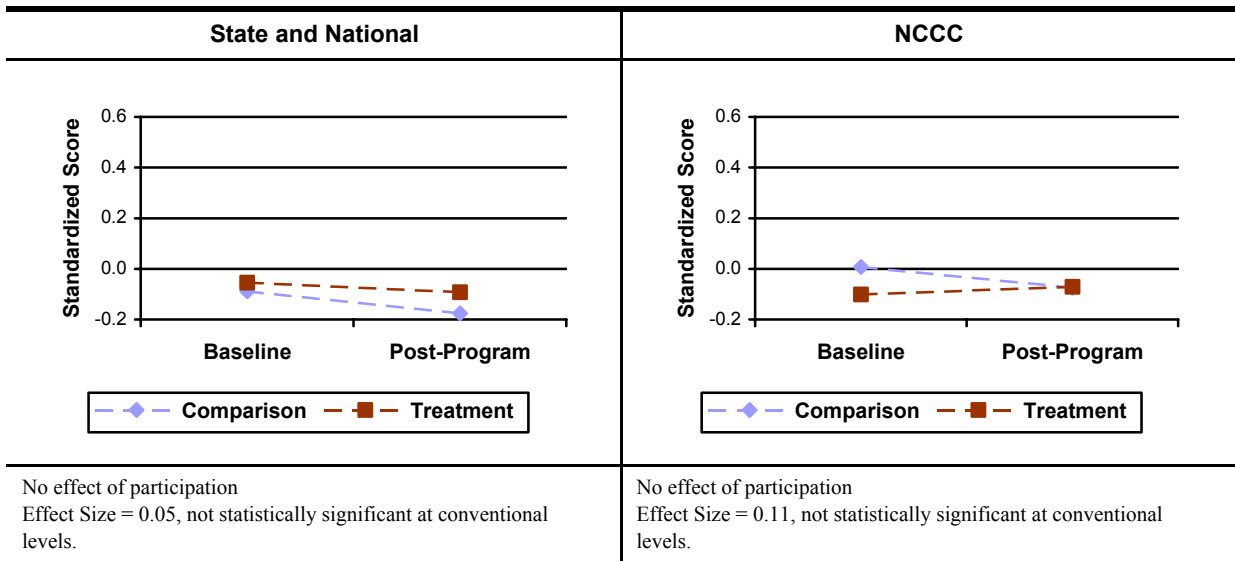 State and National
NCCC
Standardized Score
0.6
0.4
0.2
0.0
-0.2
Baseline
Post-Program
Comparison
Treatment
Standardized Score
0.6
0.4
0.2
0.0
-0.2
Baseline
Post-Program
Comparison
Treatment
No effect of participation
Effect Size = 0.05, not statistically significant at conventional
levels.
No effect of participation
Effect Size = 0.11, not statistically significant at conventional
levels.